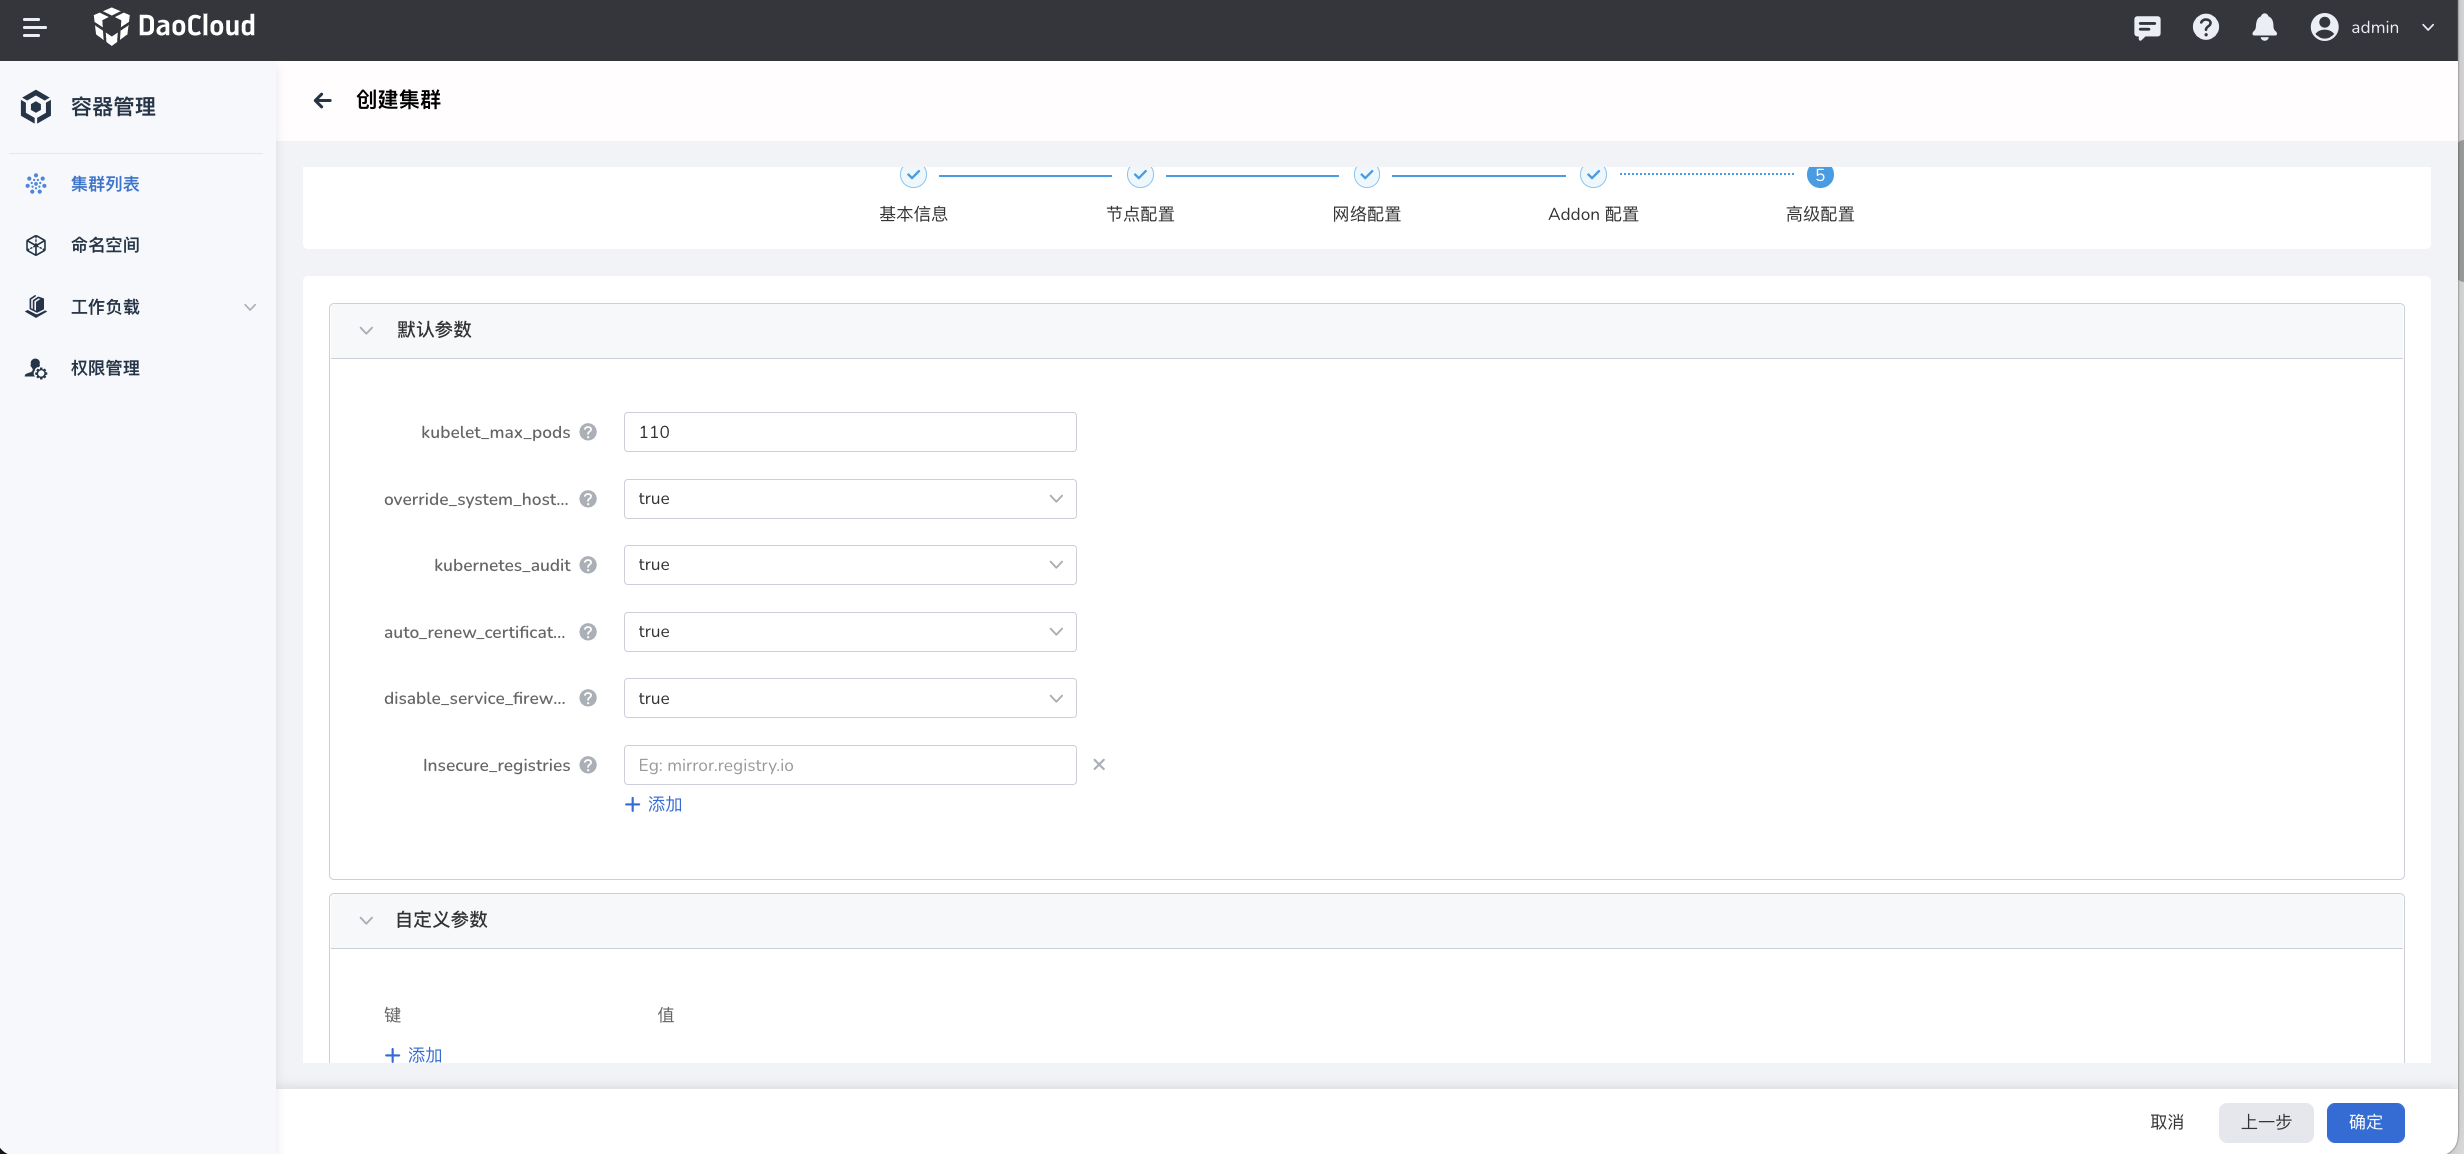 DaoCloud
admin
容器管理
创建集群
集群列表
命名空间
工作负载
权限管理
5
基本信息
节点配置
网络配置
Addon 配置
高级配置
默认参数
kubelet_max_pods
110
override_system_host...
true
kubernetes_audit
true
auto_renew_certificat...
true
disable_service_firew...
true
Insecure_registries
Eg: mirror.registry.io
添加
自定义参数
键
值
添加
取消
上一步
确定